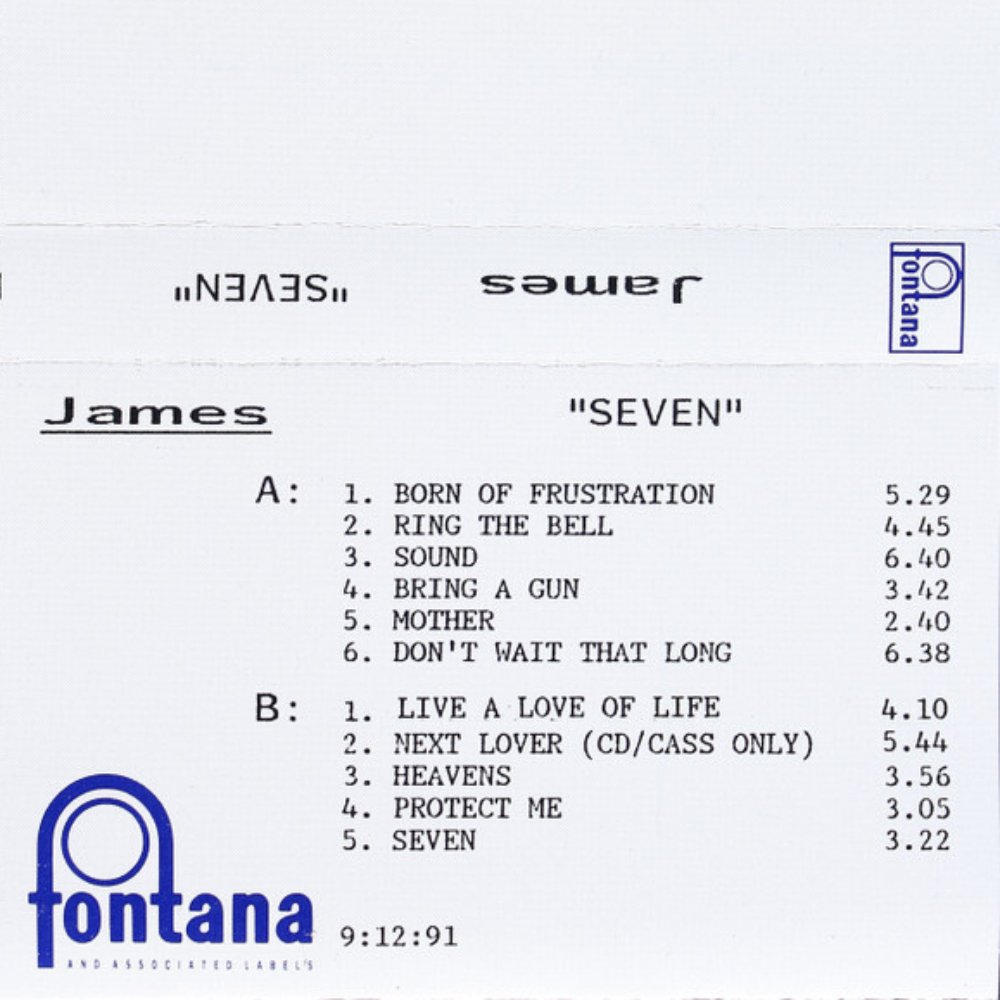 "SEVEN" James fontana
James "SEVEN"
A: 1. BORN OF FRUSTRATION 5.29
2. RING THE BELL 4.45
3. SOUND 6.40
4. BRING A GUN 3.42
5. MOTHER 2.40
6. DON'T WAIT THAT LONG 6.38
B: 1. LIVE A LOVE OF LIFE 4.10
2. NEXT LOVER (CD/CASS ONLY) 5.44
3. HEAVENS 3.56
4. PROTECT ME 3.05
5. SEVEN 3.22
fontana 9:12:91
AND ASSOCIATED LABEL'S